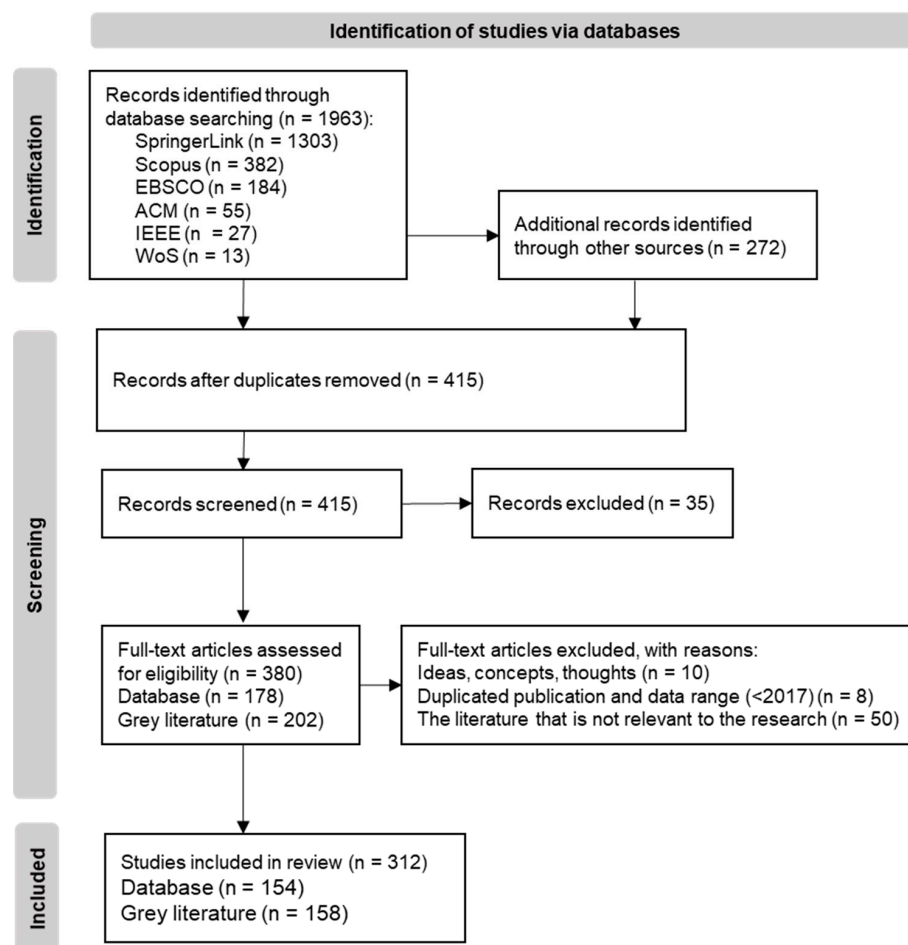 Identification of studies via databases
Identification
Records identified through
database searching (n = 1963):
SpringerLink (n = 1303)
Scopus (n = 382)
EBSCO (n = 184)
ACM (n = 55)
IEEE (n = 27)
WoS (n = 13)
Additional records identified
through other sources (n = 272)
Screening
Records after duplicates removed (n = 415)
Records screened (n = 415)
Records excluded (n = 35)
Full-text articles assessed
for eligibility (n = 380)
Database (n = 178)
Grey literature (n = 202)
Full-text articles excluded, with reasons:
Ideas, concepts, thoughts (n = 10)
Duplicated publication and data range (<2017) (n = 8)
The literature that is not relevant to the research (n = 50)
Included
Studies included in review (n = 312)
Database (n = 154)
Grey literature (n = 158)